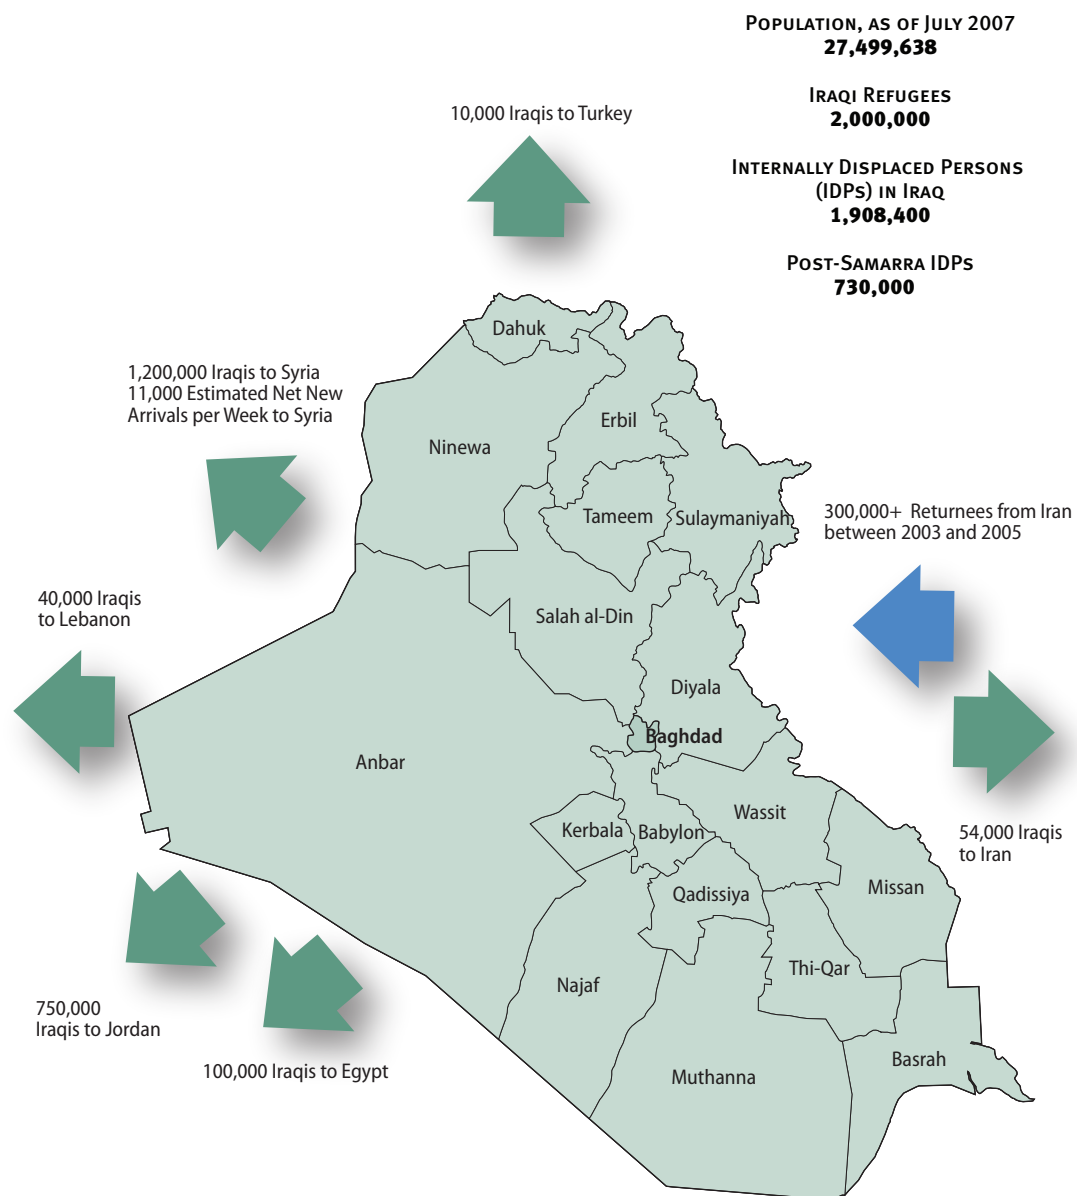 POPULATION, AS OF JULY 2007
27,499,638
IRAQI REFUGEES
2,000,000
INTERNALLY DISPLACED PERSONS
(IDPS) IN IRAQ
1,908,400
POST-SAMARRA IDPS
730,000
10,000 Iraqis to Turkey
1,200,000 Iraqis to Syria
11,000 Estimated Net New
Arrivals per Week to Syria
300,000+ Returnees from Iran
between 2003 and 2005
40,000 Iraqis
to Lebanon
54,000 Iraqis
to Iran
750,000
Iraqis to Jordan
100,000 Iraqis to Egypt
Dahuk
Erbil
Ninewa
Tameem
Sulaymaniyah
Salah al-Din
Diyala
Baghdad
Anbar
Wassit
Kerbala
Babylon
Missan
Qadissiya
Thi-Qar
Najaf
Basrah
Muthanna